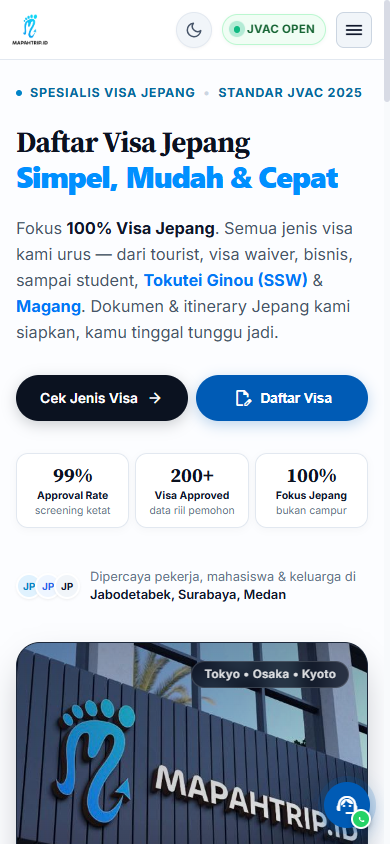 MAPAHTRIP.ID
JVAC OPEN
SPESIALIS VISA JEPANG • STANDAR JVAC 2025
Daftar Visa Jepang
Simpel, Mudah & Cepat
Fokus 100% Visa Jepang. Semua jenis visa
kami urus — dari tourist, visa waiver, bisnis,
sampai student, Tokutei Ginou (SSW) &
Magang. Dokumen & itinerary Jepang kami
siapkan, kamu tinggal tunggu jadi.
Cek Jenis Visa →
Daftar Visa
99%
Approval Rate
screening ketat
200+
Visa Approved
data riil pemohon
100%
Fokus Jepang
bukan campur
JP JP JP
Dipercaya pekerja, mahasiswa & keluarga di
Jabodetabek, Surabaya, Medan
Tokyo • Osaka • Kyoto
MAPAHTRIP.ID